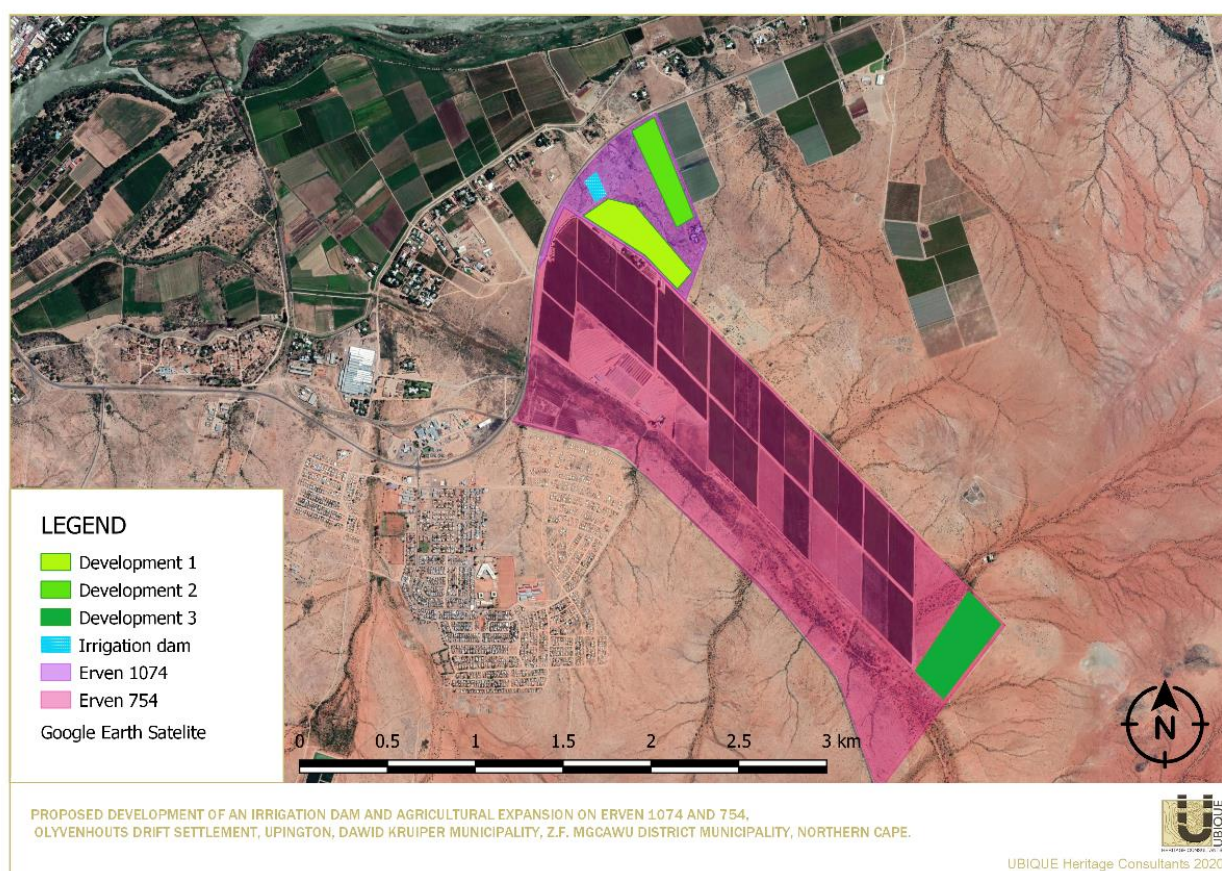 LEGEND
Development 1
Development 2
Development 3
Irrigation dam
Erven 1074
Erven 754
Google Earth Satelite
0 0.5 1 1.5 2 2.5 3 km
N
PROPOSED DEVELOPMENT OF AN IRRIGATION DAM AND AGRICULTURAL EXPANSION ON ERVEN 1074 AND 754,
OLYVENHOUTS DRIFT SETTLEMENT, UPINGTON, DAWID KRUIPER MUNICIPALITY, Z.F. MGCAWU DISTRICT MUNICIPALITY, NORTHERN CAPE.
UBIQUE
UBIQUE Heritage Consultants 2020